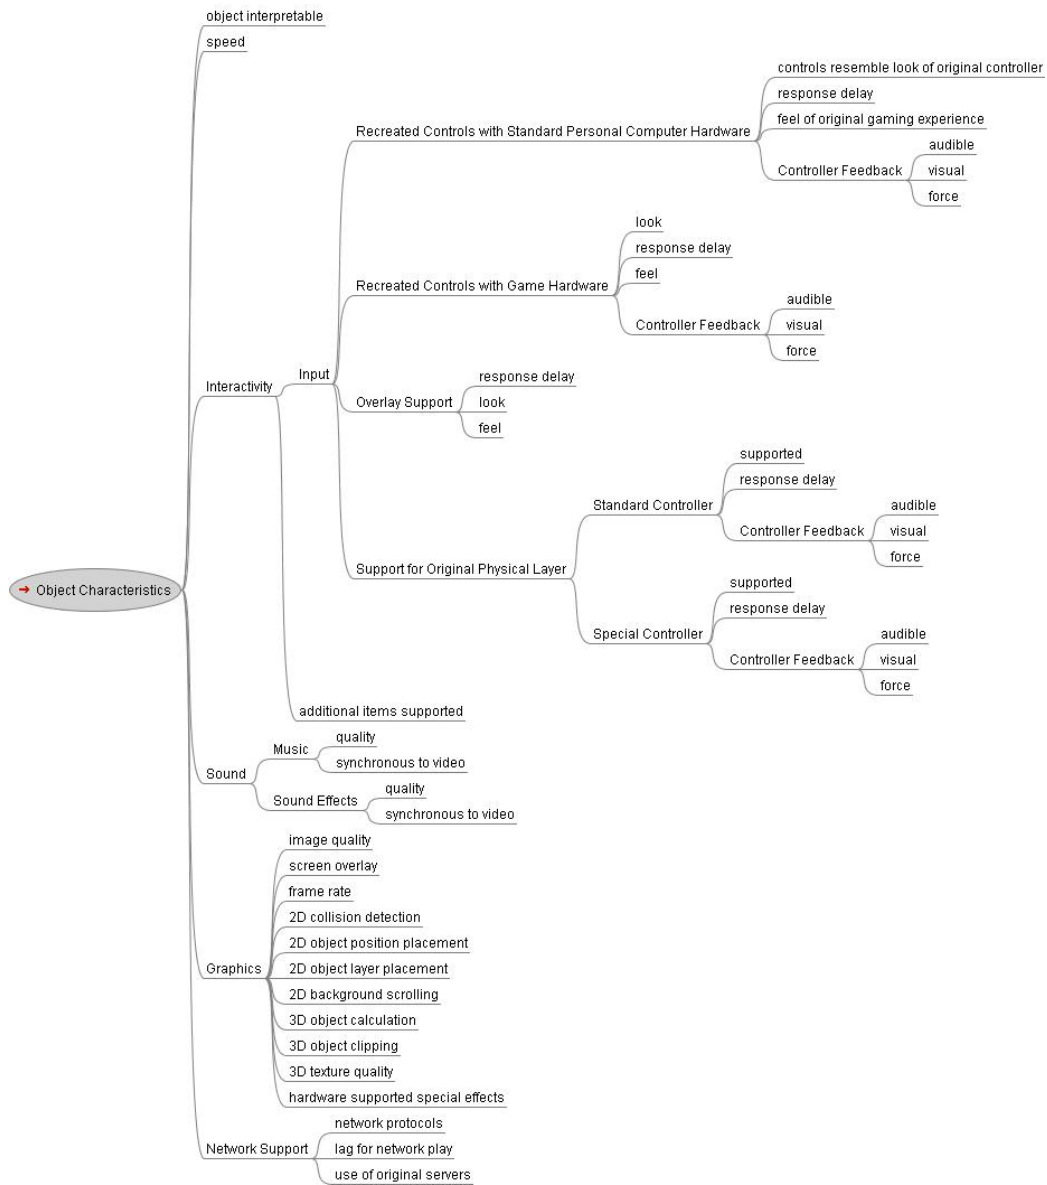 object interpretable
speed
controls resemble look of original controller
response delay
feel of original gaming experience
Recreated Controls with Standard Personal Computer Hardware
audible
Controller Feedback
visual
force
look
response delay
feel
Recreated Controls with Game Hardware
audible
Controller Feedback
visual
force
Input
Interactivity
response delay
Overlay Support
look
feel
supported
response delay
Standard Controller
audible
Controller Feedback
visual
force
Support for Original Physical Layer
Object Characteristics
supported
response delay
Special Controller
audible
Controller Feedback
visual
force
additional items supported
Music
quality
synchronous to video
Sound
Sound Effects
quality
synchronous to video
image quality
screen overlay
frame rate
2D collision detection
2D object position placement
Graphics
2D object layer placement
2D background scrolling
3D object calculation
3D object clipping
3D texture quality
hardware supported special effects
network protocols
Network Support
lag for network play
use of original servers